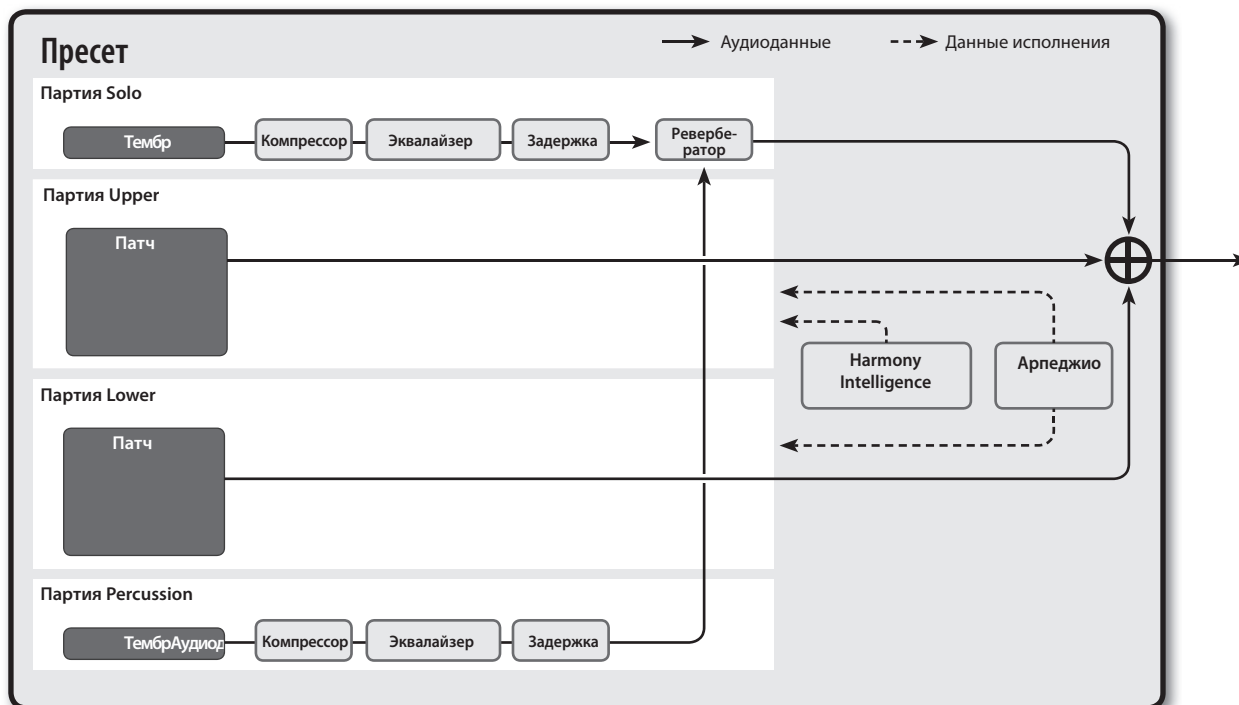 Пресет
Аудиоданные
Данные исполнения
Партия Solo
Тембр
Компрессор
Эквалайзер
Задержка
Ревербе-
ратор
Партия Upper
Патч
Harmony
Intelligence
Арпеджио
Партия Lower
Патч
Партия Percussion
ТембрАудиод
Компрессор
Эквалайзер
Задержка